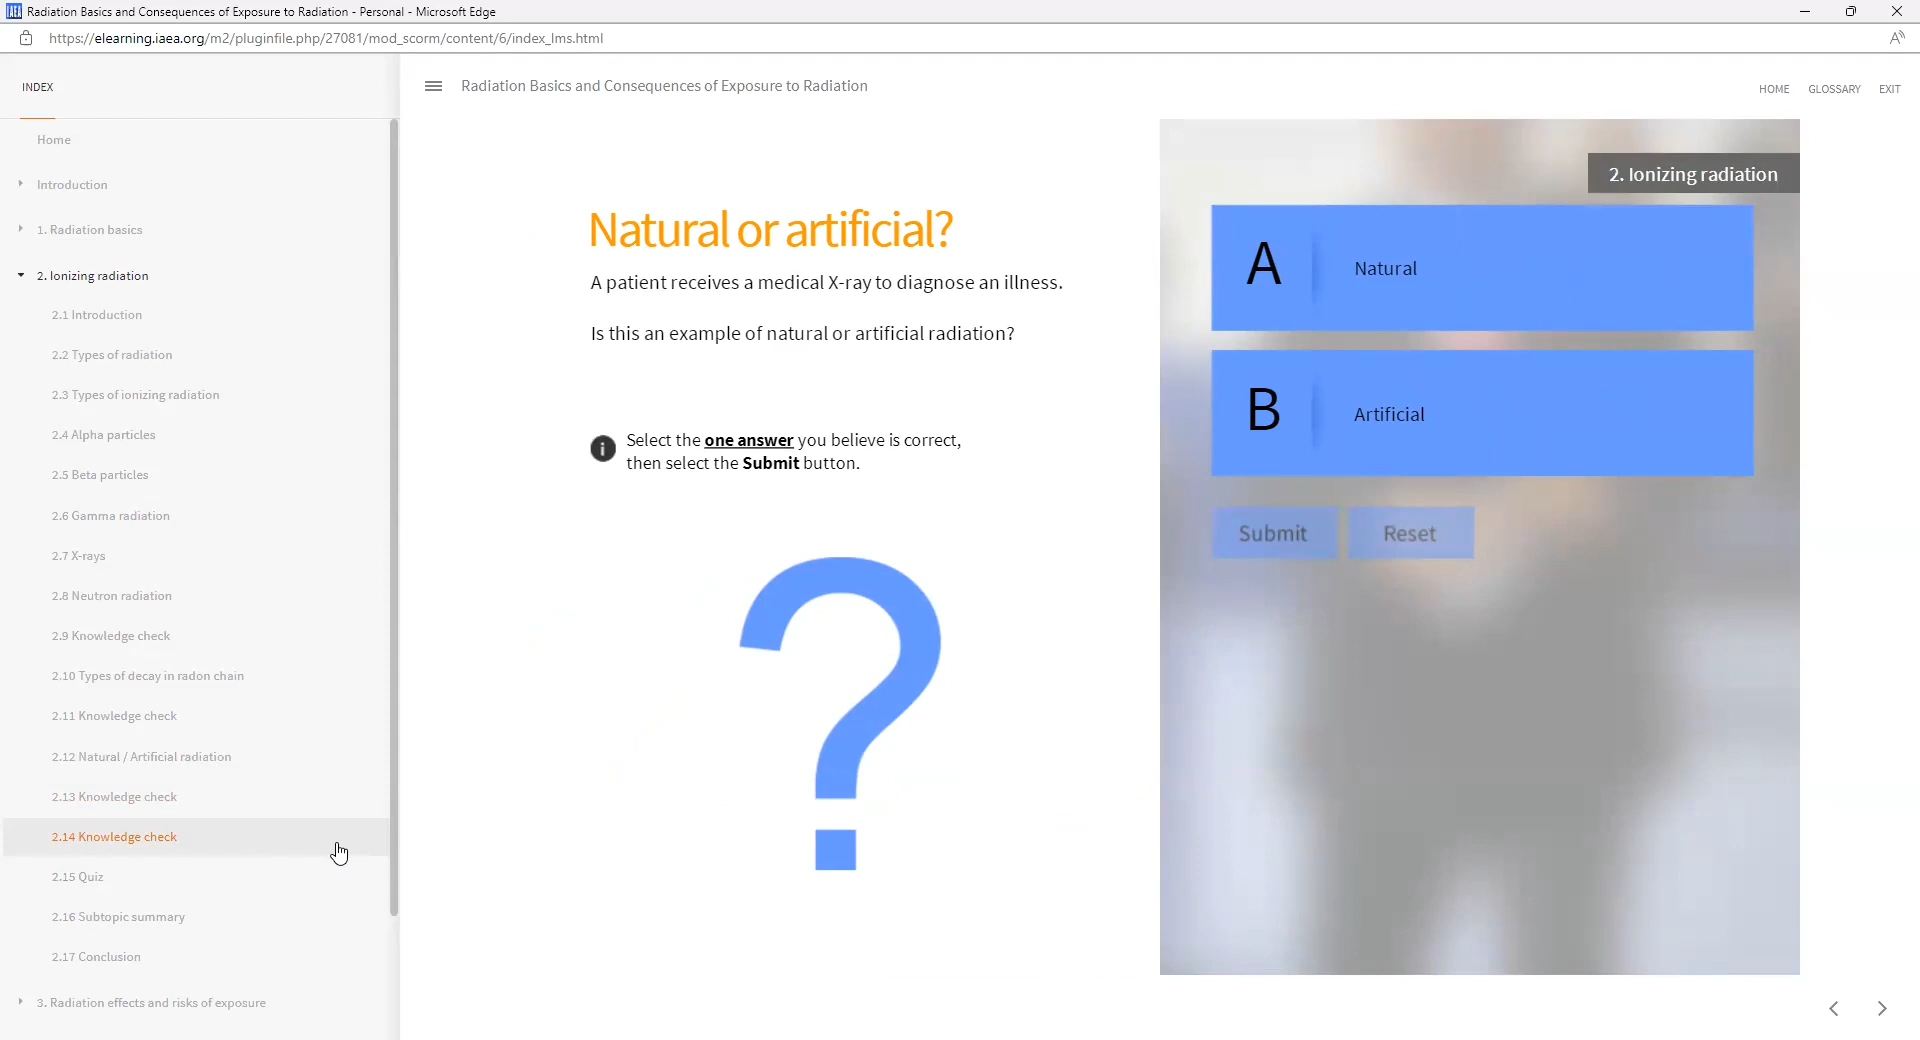 IAEA Radiation Basics and Consequences of Exposure to Radiation - Personal - Microsoft Edge
https://elearning.iaea.org/m2/pluginfile.php/27081/mod_scorm/content/6/index_lms.html
INDEX
Radiation Basics and Consequences of Exposure to Radiation
HOME GLOSSARY EXIT
Home
Introduction
1. Radiation basics
2. Ionizing radiation
2.1 Introduction
2.2 Types of radiation
2.3 Types of ionizing radiation
2.4 Alpha particles
2.5 Beta particles
2.6 Gamma radiation
2.7 X-rays
2.8 Neutron radiation
2.9 Knowledge check
2.10 Types of decay in radon chain
2.11 Knowledge check
2.12 Natural / Artificial radiation
2.13 Knowledge check
2.14 Knowledge check
2.15 Quiz
2.16 Subtopic summary
2.17 Conclusion
3. Radiation effects and risks of exposure
Natural or artificial?
A patient receives a medical X-ray to diagnose an illness.
Is this an example of natural or artificial radiation?
Select the one answer you believe is correct,
then select the Submit button.
?
2. Ionizing radiation
A Natural
B Artificial
Submit Reset